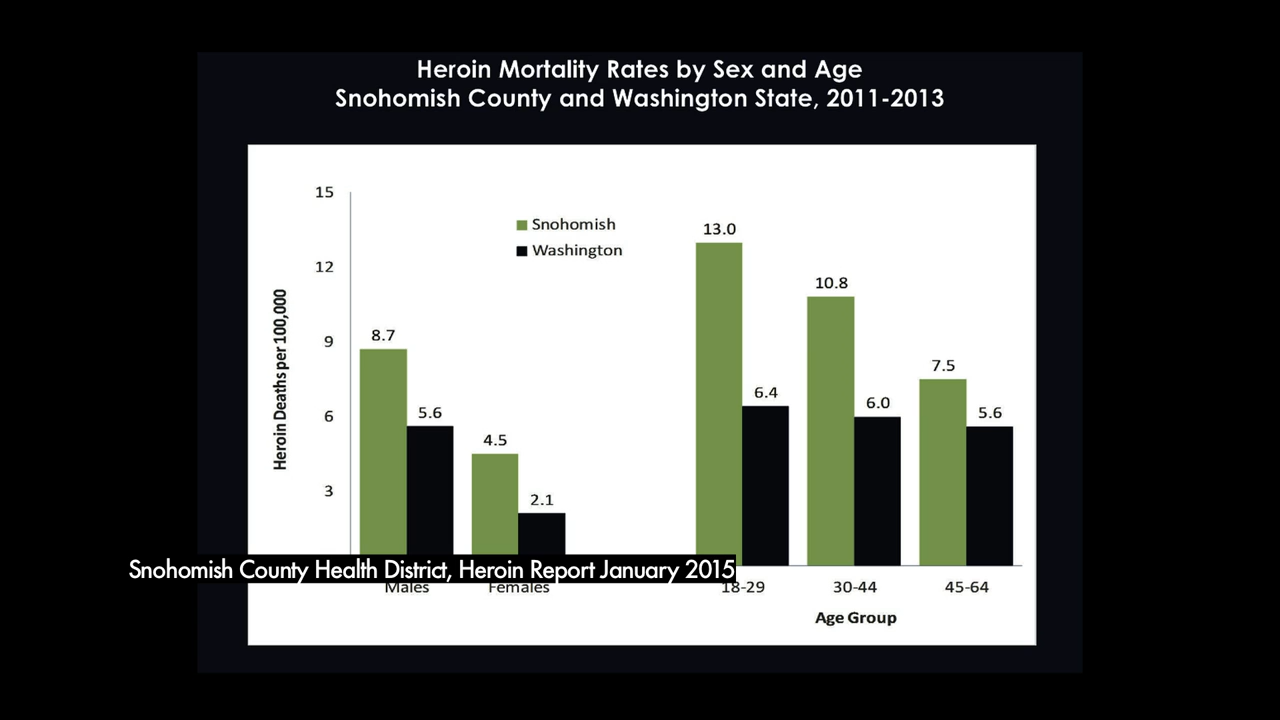 Heroin Mortality Rates by Sex and Age
Snohomish County and Washington State, 2011-2013
15
12
9
6
3
Heroin Deaths per 100,000
Snohomish
Washington
8.7
5.6
4.5
2.1
13.0
6.4
10.8
6.0
7.5
5.6
Snohomish County Health District, Heroin Report January 2015
Males
Females
18-29
30-44
45-64
Age Group